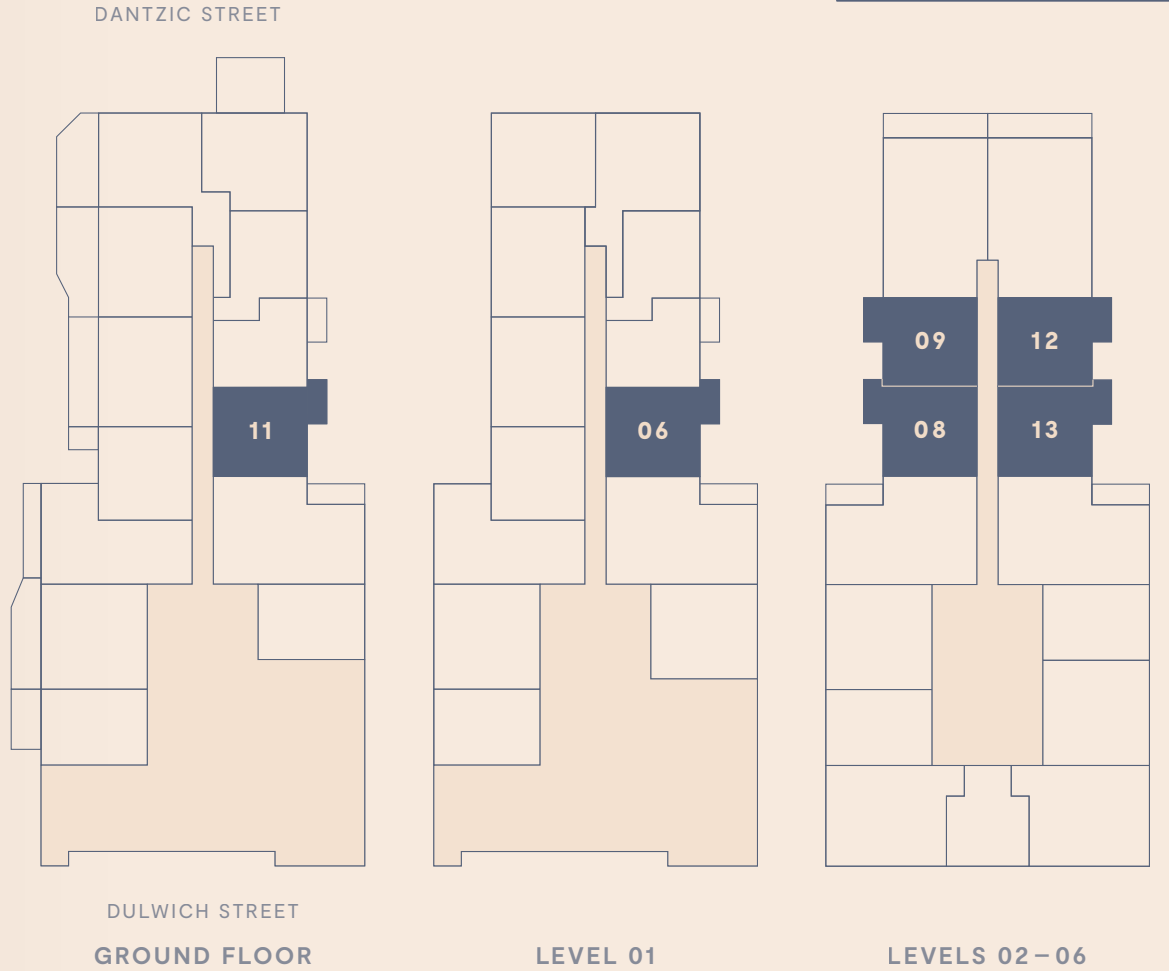 DANTZIC STREET
09
12
11
06
08
13
DULWICH STREET
GROUND FLOOR
LEVEL 01
LEVELS 02–06